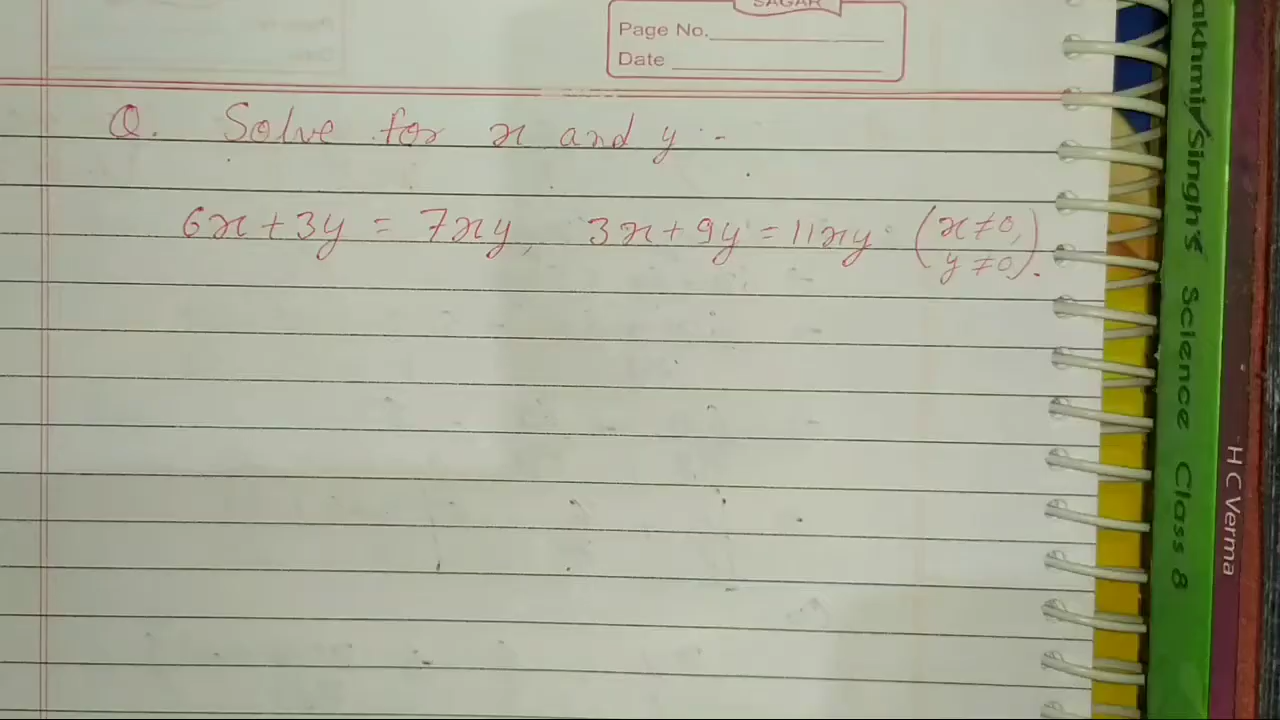 SAGAR
Page No.
Date
Q. Solve for x and y :-
6x + 3y = 7xy, 3x + 9y = 11xy (x ≠ 0, y ≠ 0).
akhmir Singh's Science Class 8
H C Verma